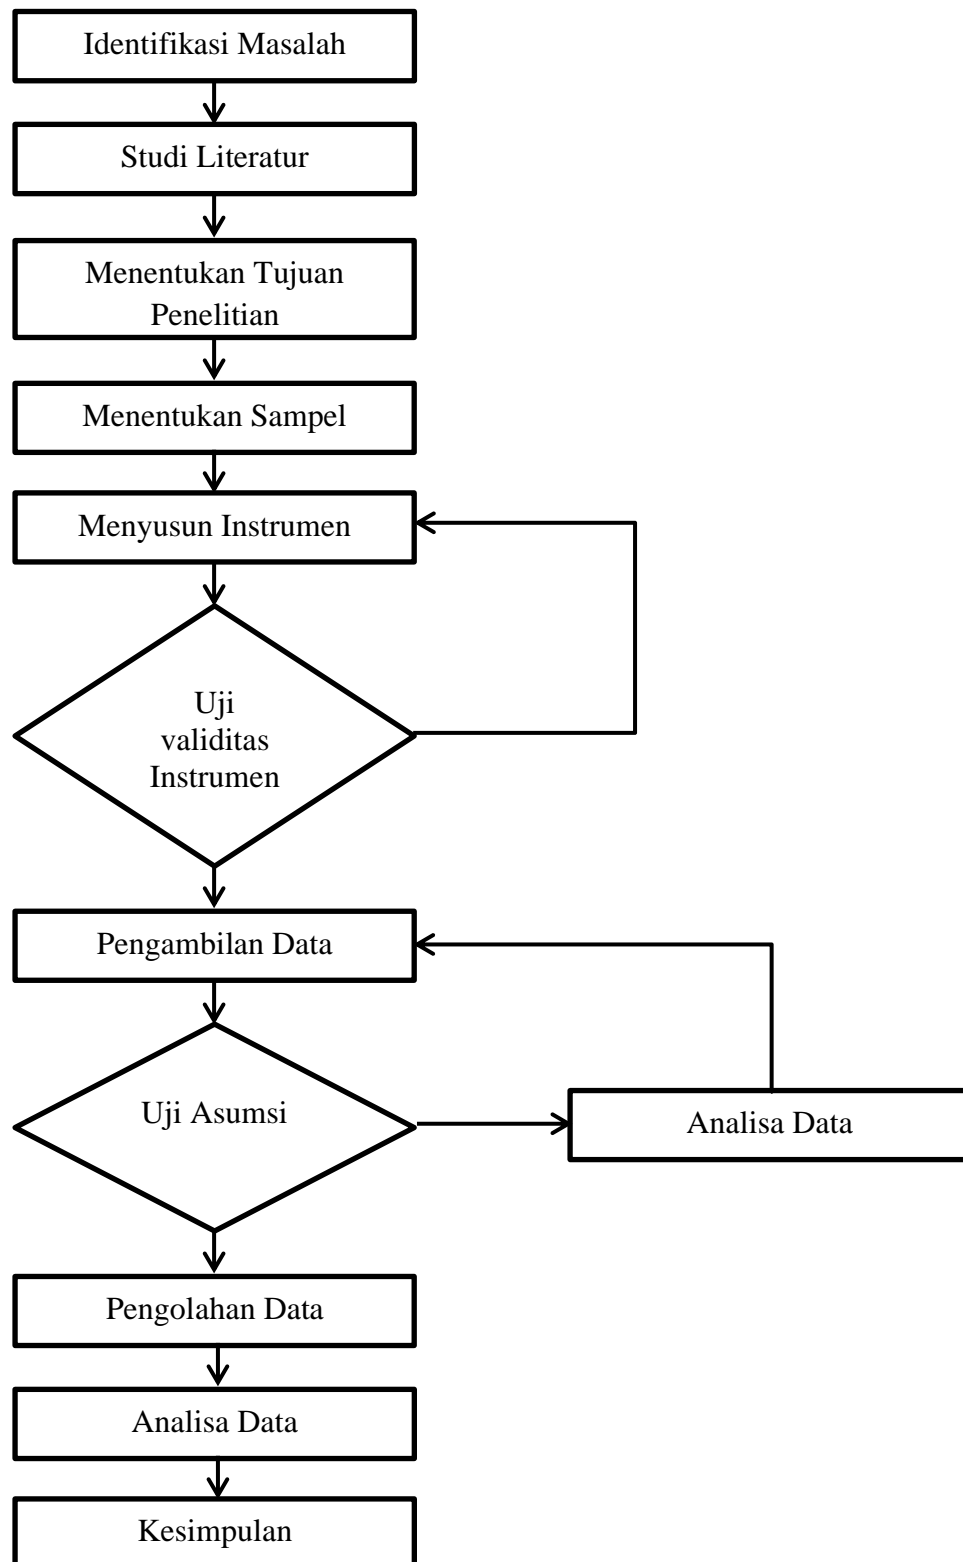 Identifikasi Masalah
Studi Literatur
Menentukan Tujuan
Penelitian
Menentukan Sampel
Menyusun Instrumen
Uji
validitas
Instrumen
Pengambilan Data
Uji Asumsi
Analisa Data
Pengolahan Data
Analisa Data
Kesimpulan